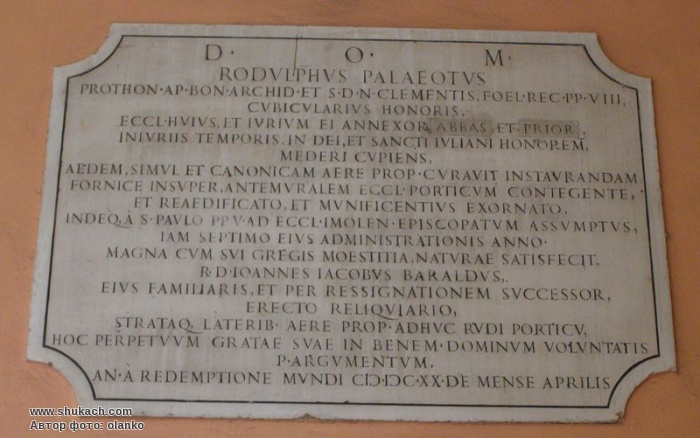 D· O· M·
RODVLPHVS PALAEOTVS
PROTHON·AP·BON·ARCHID·ET S·D·N·CLEMENTIS, FOEL·REC·PP·VIII,
CVBICVLARIVS HONORIS,
ECCL·HVIVS, ET IVRIVM EI ANNEXOR, ABBAS ET PRIOR,
INIVRIIS TEMPORIS, IN DEI, ET SANCTI IVLIANI HONOREM,
MEDERI CVPIENS,
AEDEM, SIMVL ET CANONICAM AERE PROP·CVRAVIT INSTAVRANDAM
FORNICE INSVPER, ANTEMVRALEM ECCL·PORTICVM CONTEGENTE,
ET REAEDIFICATO, ET MVNIFICENTIVS EXORNATO.
INDEQ·A S·PAVLO PP·V·AD ECCL·IMOLEN·EPISCOPATVM ASSVMPTVS,
IAM SEPTIMO EIVS ADMINISTRATIONIS ANNO·
MAGNA CVM SVI GREGIS MOESTITIA, NATVRAE SATISFECIT.
R·D·IOANNES IACOBVS BARALDVS,
EIVS FAMILIARIS, ET PER RESSIGNATIONEM SVCCESSOR,
ERECTO RELIQVIARIO,
STRATAQ· LATERIB· AERE PROP·ADHVC RVDI PORTICV,
HOC PERPETVVM GRATAE SVAE IN BENEM·DOMINVM VOLVNTATIS
P·ARGVMENTVM.
AN·A REDEMPTIONE MVNDI CIↃIↃC·XX·DE MENSE APRILIS
www.shukach.com
Автор фото: olanko